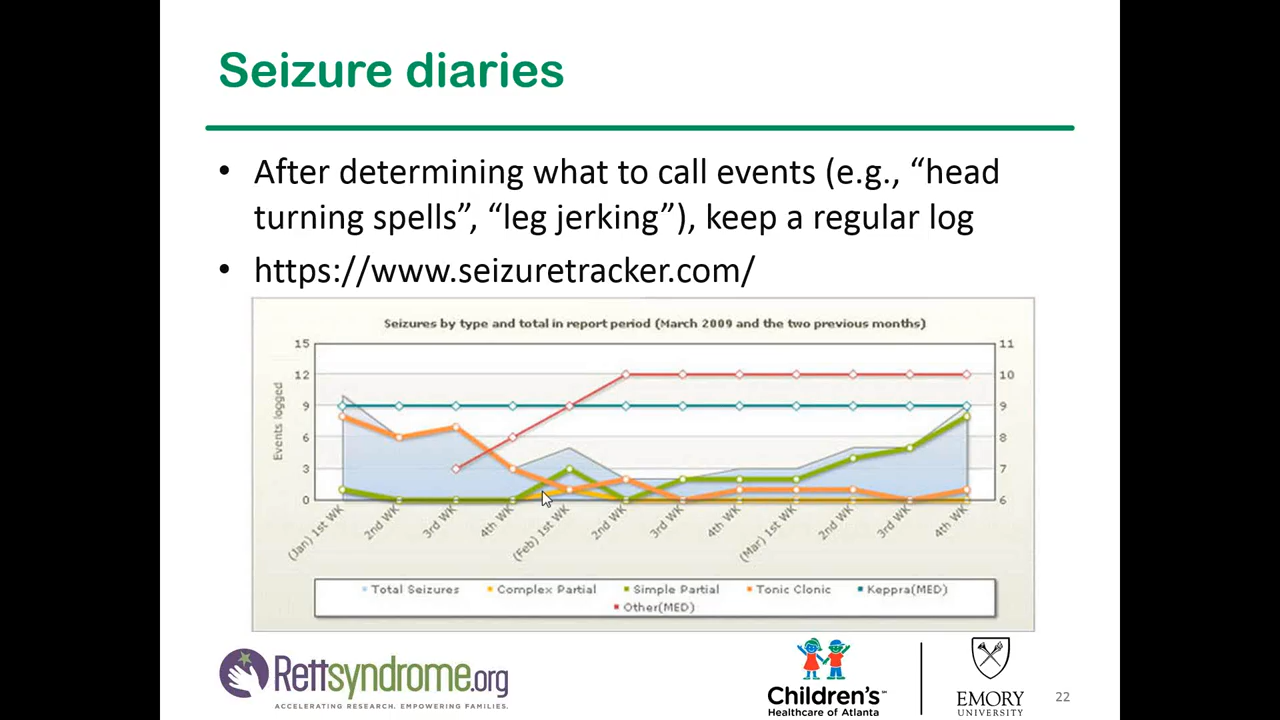 Seizure diaries
• After determining what to call events (e.g., “head
turning spells”, “leg jerking”), keep a regular log
• https://www.seizuretracker.com/
Seizures by type and total in report period (March 2009 and the two previous months)
15 11
12 10
9 9
6 8
3 7
0 6
Events logged
(Jan) 1st WK 2nd WK 3rd WK 4th WK (Feb) 1st WK 2nd WK 3rd WK 4th WK (Mar) 1st WK 2nd WK 3rd WK 4th WK
Total Seizures Complex Partial Simple Partial Tonic Clonic Keppra(MED)
Other(MED)
Rettsyndrome.org
ACCELERATING RESEARCH. EMPOWERING FAMILIES.
Children's™
Healthcare of Atlanta
EMORY
UNIVERSITY
22